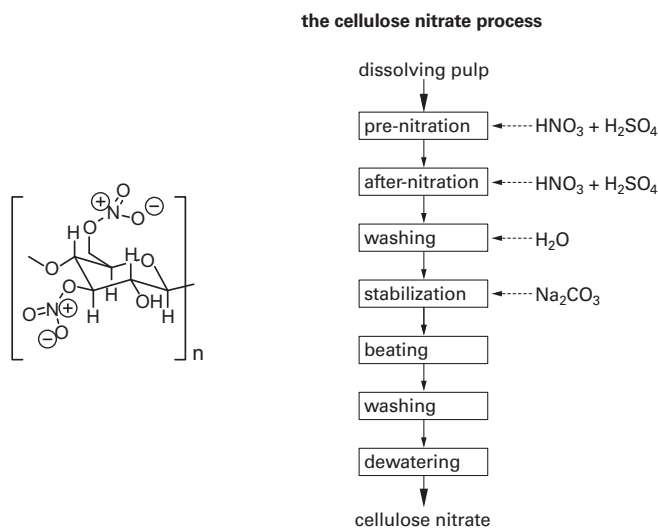 the cellulose nitrate process
dissolving pulp
pre-nitration
HNO₃ + H₂SO₄
after-nitration
HNO₃ + H₂SO₄
washing
H₂O
stabilization
Na₂CO₃
beating
washing
dewatering
cellulose nitrate
O
O
N
+
O
−
H
H
O
O
O
H
OH
H
H
O
N
+
O
−
n